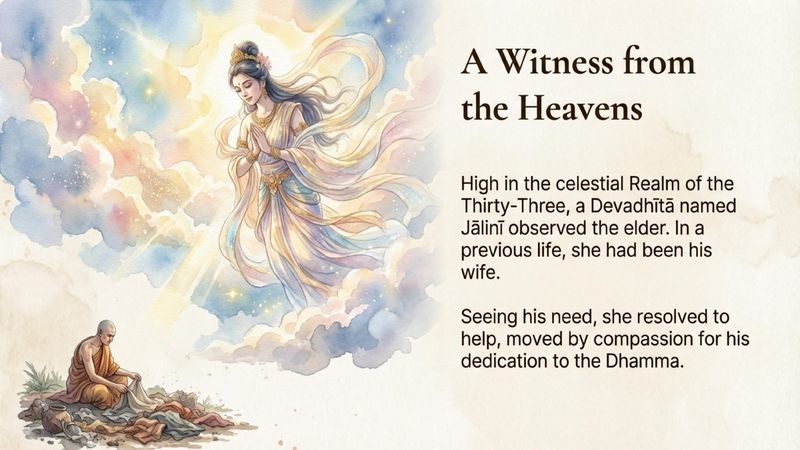 A Witness from
the Heavens
High in the celestial Realm of the
Thirty-Three, a Devadhītā named
Jālinī observed the elder. In a
previous life, she had been his
wife.
Seeing his need, she resolved to
help, moved by compassion for his
dedication to the Dhamma.